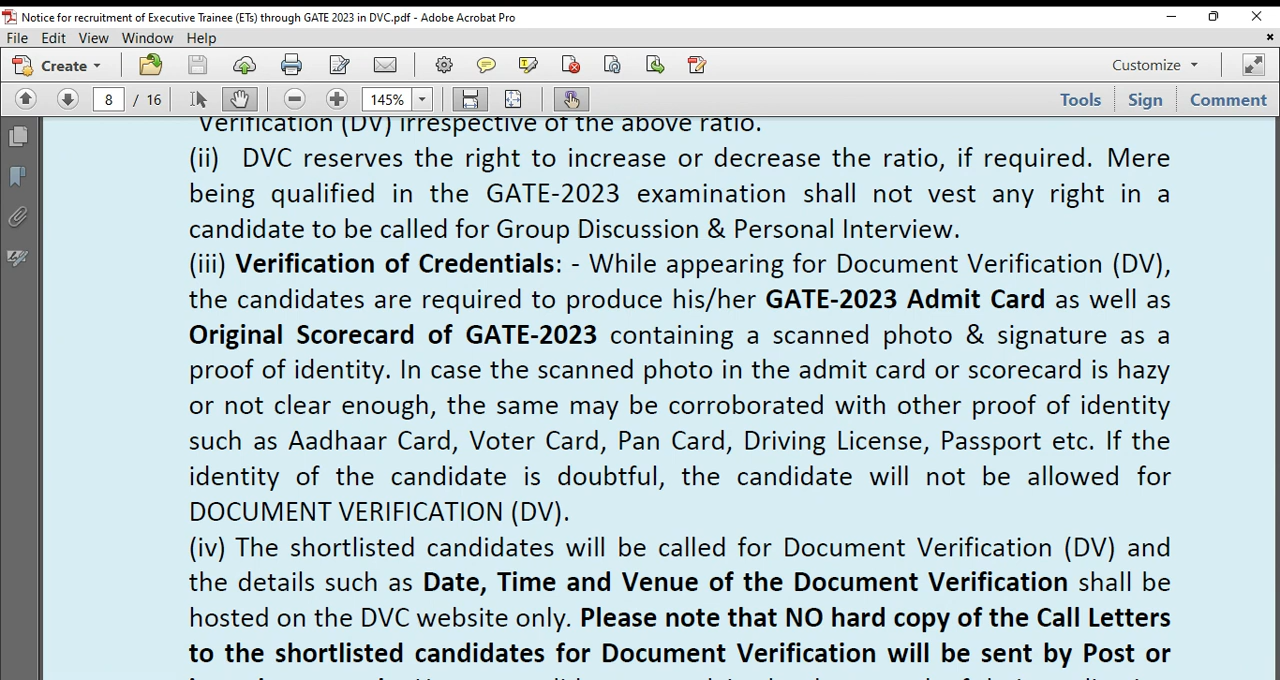 Notice for recruitment of Executive Trainee (ETs) through GATE 2023 in DVC.pdf - Adobe Acrobat Pro
File Edit View Window Help
Create Customize
8 / 16 145% Tools Sign Comment
Verification (DV) irrespective of the above ratio.
(ii) DVC reserves the right to increase or decrease the ratio, if required. Mere
being qualified in the GATE-2023 examination shall not vest any right in a
candidate to be called for Group Discussion & Personal Interview.
(iii) Verification of Credentials: - While appearing for Document Verification (DV),
the candidates are required to produce his/her GATE-2023 Admit Card as well as
Original Scorecard of GATE-2023 containing a scanned photo & signature as a
proof of identity. In case the scanned photo in the admit card or scorecard is hazy
or not clear enough, the same may be corroborated with other proof of identity
such as Aadhaar Card, Voter Card, Pan Card, Driving License, Passport etc. If the
identity of the candidate is doubtful, the candidate will not be allowed for
DOCUMENT VERIFICATION (DV).
(iv) The shortlisted candidates will be called for Document Verification (DV) and
the details such as Date, Time and Venue of the Document Verification shall be
hosted on the DVC website only. Please note that NO hard copy of the Call Letters
to the shortlisted candidates for Document Verification will be sent by Post or